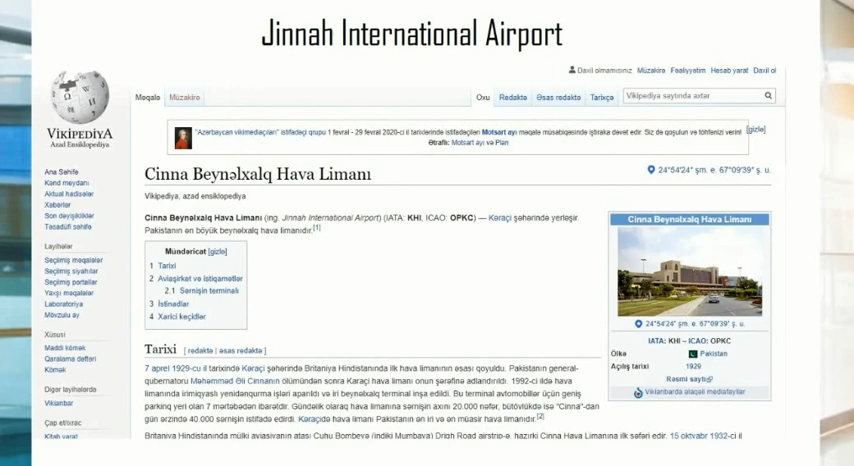 Jinnah International Airport
Daxil olmamısınız Müzakirə Fəaliyyətim Hesab yarat Daxil ol
VİKİPEDİYA
Azad Ensiklopediya
Məqalə Müzakirə
Oxu Redaktə Əsas redaktə Tarixçə Vikipediya saytında axtar
"Azərbaycan vikimediaçıları" istifadəçi qrupu 1 fevral - 29 fevral 2020-ci il tarixlərində istifadəçiləri Motsart ayı məqalə müsabiqəsində iştiraka dəvət edir. Siz də qoşulun və töhfənizi verin! [gizlə]
Ətraflı: Motsart ayı və Plan
Cinna Beynəlxalq Hava Limanı
24°54′24″ şm. e. 67°09′39″ ş. u.
Vikipediya, azad ensiklopediya
Cinna Beynəlxalq Hava Limanı (ing. Jinnah International Airport) (IATA: KHI, ICAO: OPKC) — Kəraçi şəhərində yerləşir
Pakistanın ən böyük beynəlxalq hava limanıdır.[1]
Mündəricat [gizlə]
1 Tarixi
2 Aviaşirkət və istiqamətlər
2.1 Sərnişin terminalı
3 İstinadlar
4 Xarici keçidlər
Tarixi [ redaktə | əsas redaktə ]
7 aprel 1929-cu il tarixində Kəraçi şəhərində Britaniya Hindistanında ilk hava limanının əsası qoyuldu. Pakistanın general-
qubernatoru Məhəmməd Əli Cinnanın ölümündən sonra Karaçi hava limanı onun şərəfinə adlandırıldı. 1992-ci ildə hava
limanında irimiqyaslı yenidənqurma işləri aparıldı və iri beynəlxalq terminal inşa edildi. Bu terminal avtomobillər üçün geniş
parkinq yeri olan 7 mərtəbədən ibarətdir. Gündəlik olaraq hava limanına sərnişin axını 20.000 nəfər, bütövlükdə isə "Cinna"-dan
gün ərzində 40.000 sərnişin istifadə edirdi. Kəraçidə hava limanı Pakistanın ən iri və ən müasir hava limanıdır.[2]
Britaniya Hindistanında mülki aviasiyanın atası Cuhu Bombeyə (indiki Mumbaya) Drigh Road airstrip-ə, hazırki Cinna Hava Limanına ilk səfəri edir. 15 oktyabr 1932-ci il
Cinna Beynəlxalq Hava Limanı
24°54′24″ şm. e. 67°09′39″ ş. u.
IATA: KHI – ICAO: OPKC
Ölkə Pakistan
Açılış tarixi 1929
Rəsmi saytı
Vikianbarda əlaqəli mediafayllar
Ana Səhifə
Kənd meydanı
Aktual hadisələr
Xəbərlər
Son dəyişikliklər
Təsadüfi səhifə
Layihələr
Seçilmiş məqalələr
Seçilmiş siyahılar
Seçilmiş portallar
Yaxşı məqalələr
Laboratoriya
Mövzulu ay
Xüsusi
Maddi kömək
Qaralama dəftəri
Kömək
Digər layihələrdə
Vikianbar
Çap et/ixrac
Kitab yarat